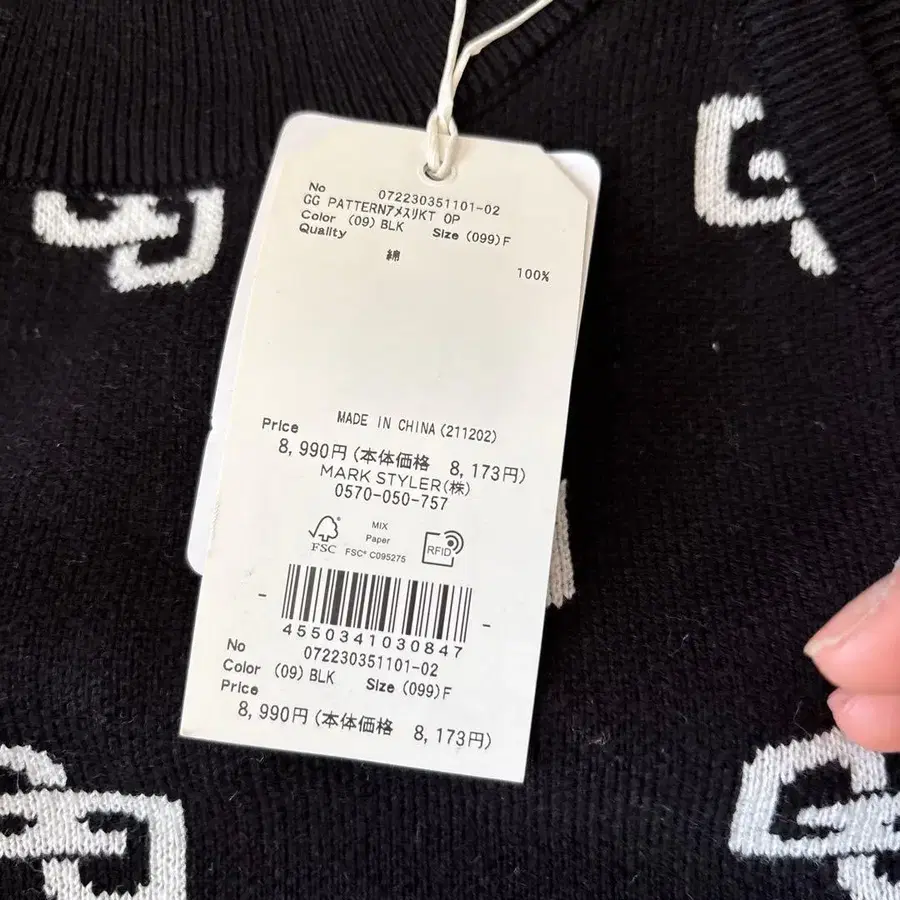 No 072230351101-02
GG PATTERNアメスリKT OP
Color (09) BLK Size (099) F
Quality
綿 100%
MADE IN CHINA (211202)
Price
8,990円 (本体価格 8,173円)
MARK STYLER (株)
0570-050-757
FSC
MIX
Paper
FSC® C095275
RFID
4550341030847
No 072230351101-02
Color (09) BLK Size (099) F
Price
8,990円 (本体価格 8,173円)